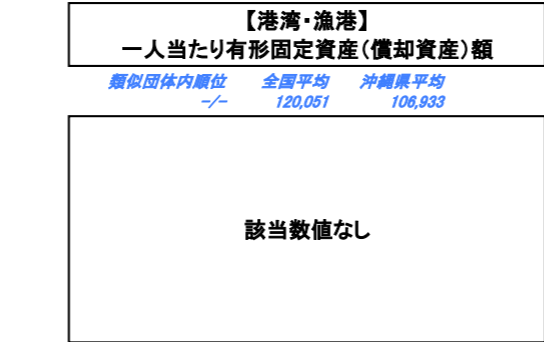 【港湾・漁港】
一人当たり有形固定資産（償却資産）額
類似団体内順位 全国平均 沖縄県平均
-/- 120,051 106,933
該当数値なし